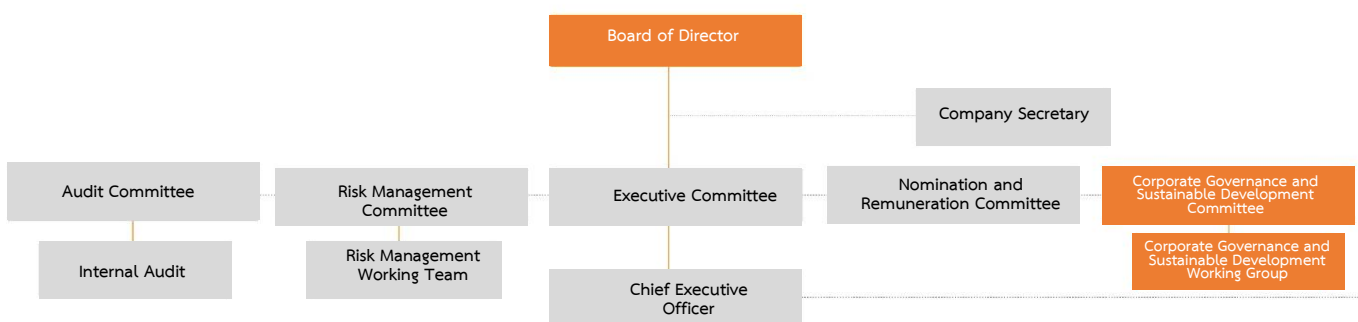 Board of Director
Company Secretary
Audit Committee
Risk Management
Committee
Executive Committee
Nomination and
Remuneration Committee
Corporate Governance and
Sustainable Development
Committee
Internal Audit
Risk Management
Working Team
Chief Executive
Officer
Corporate Governance and
Sustainable Development
Working Group